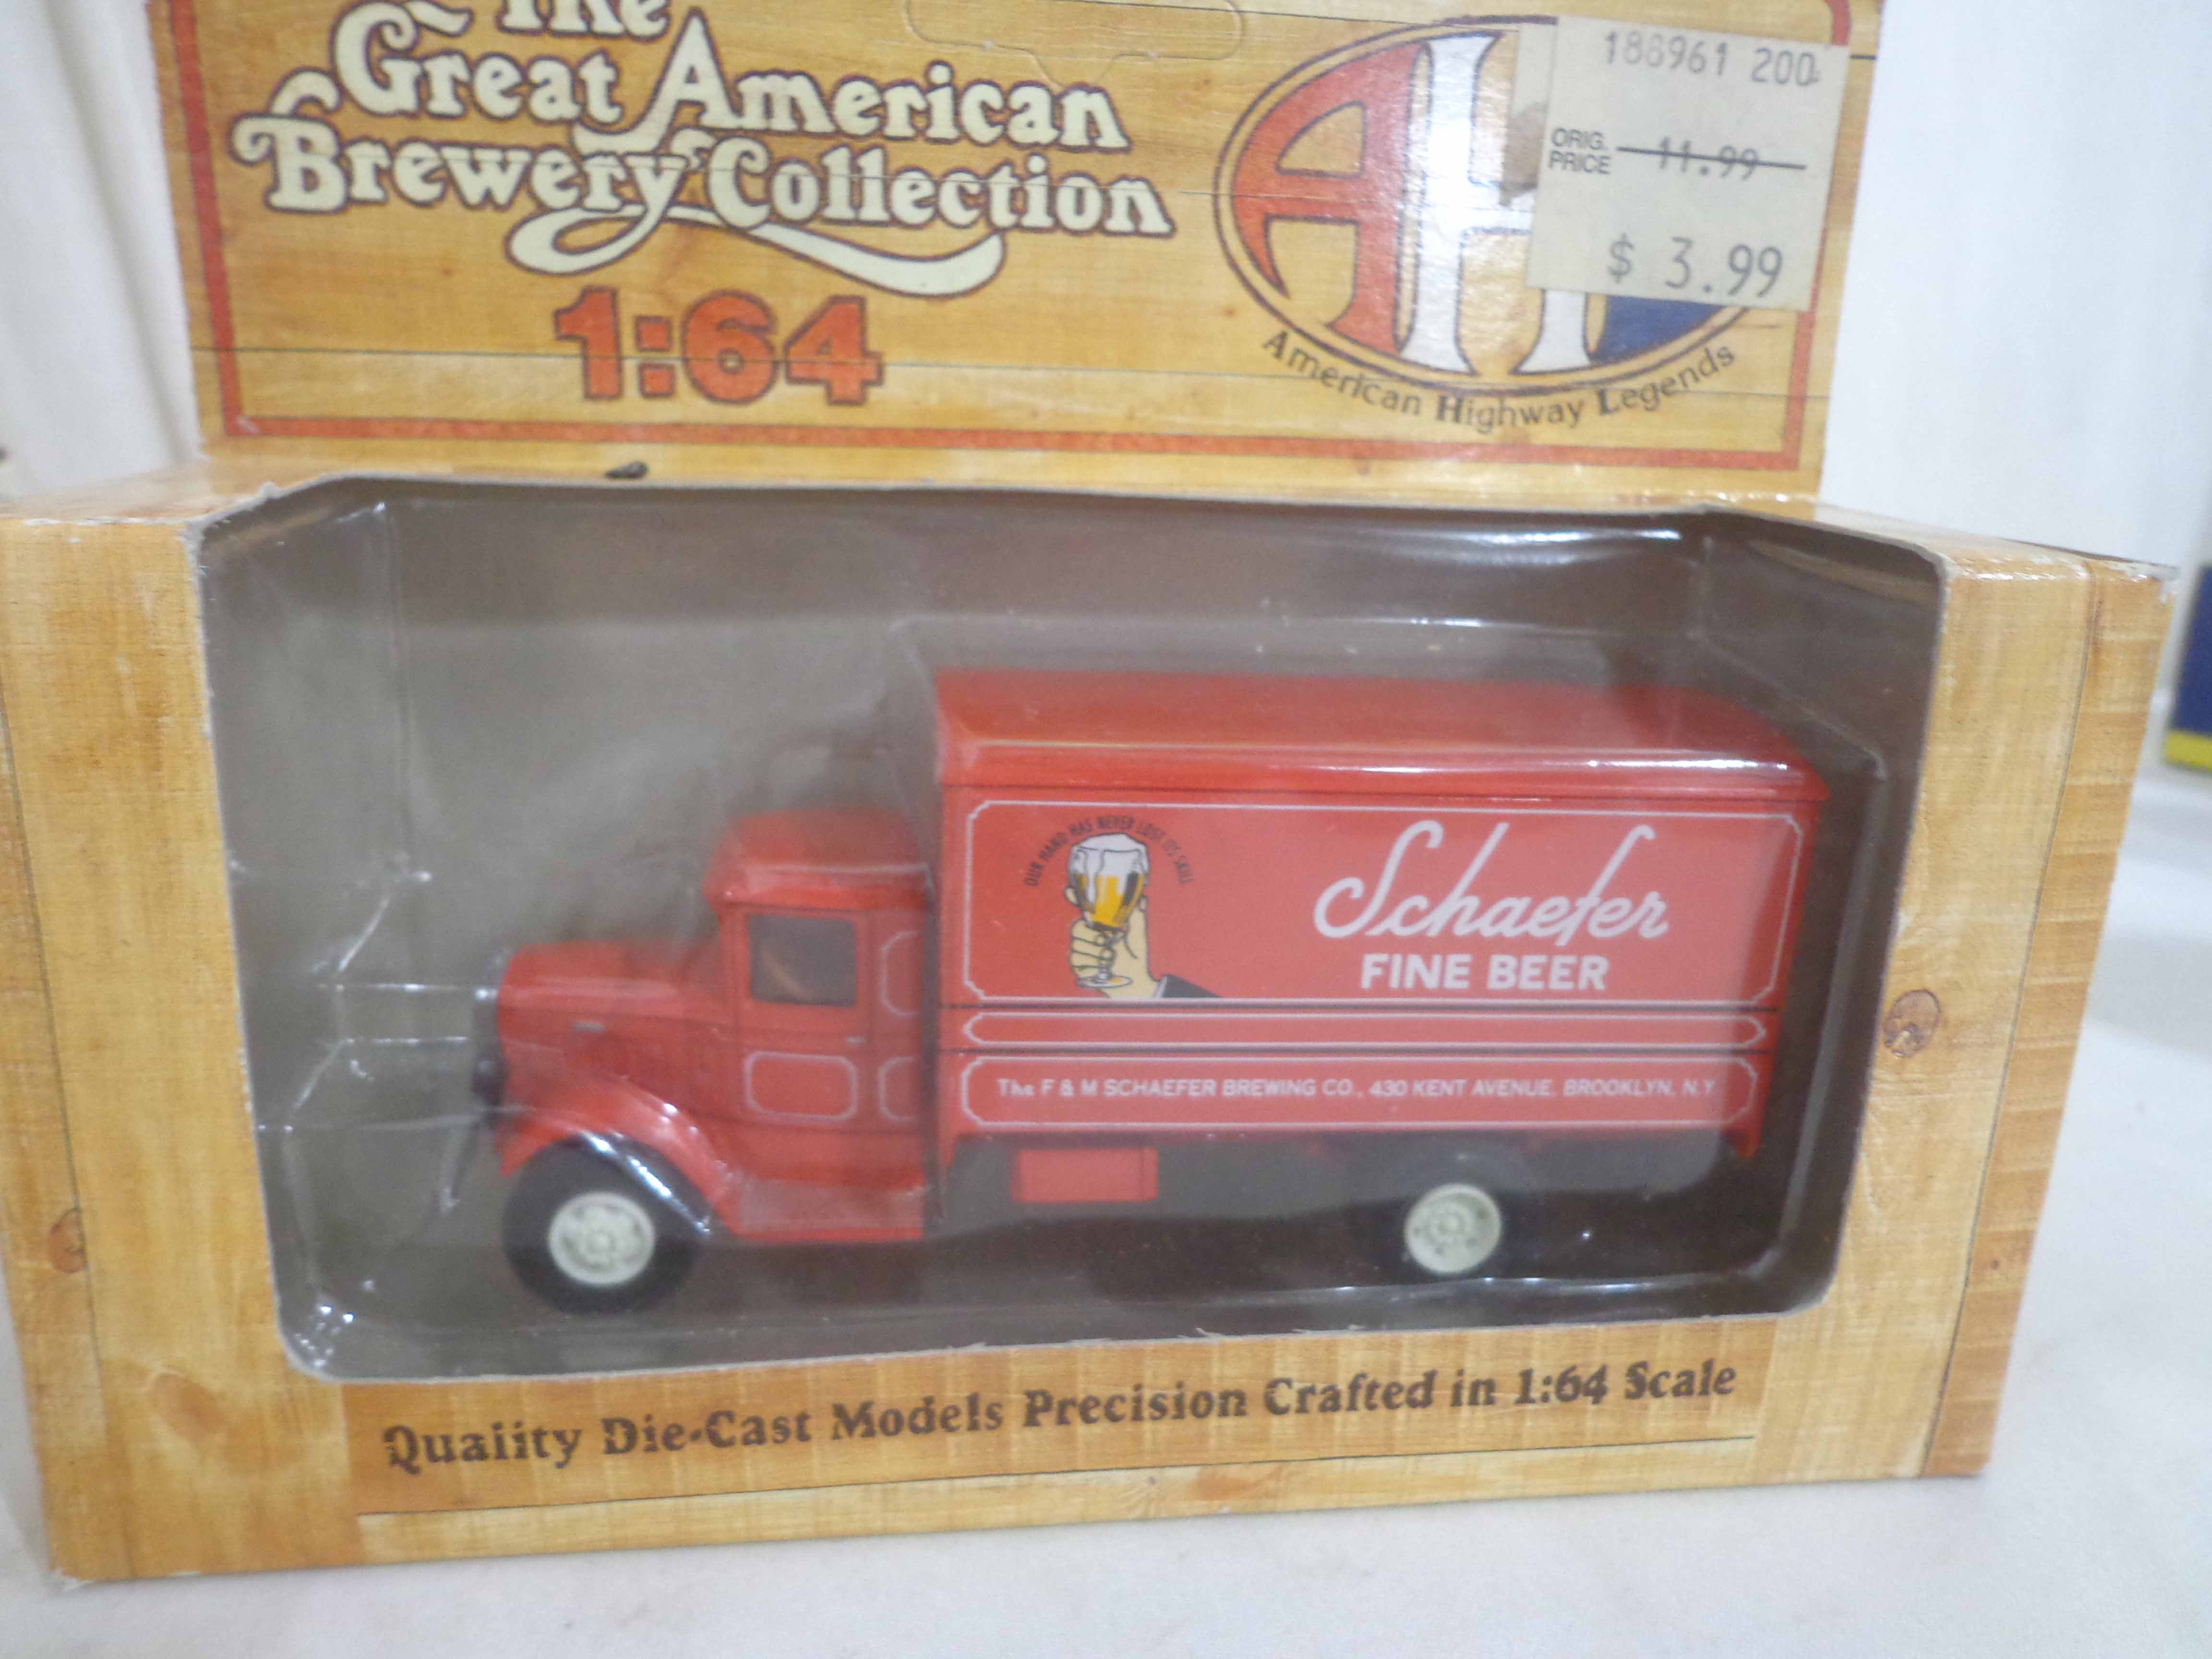 The
Great American
Brewery Collection
1:64
AH
American Highway Legends
188961 200
ORIG.
PRICE 11.99
$ 3.99
OUR HAND HAS NEVER LOST ITS SKILL
Schaefer
FINE BEER
The F & M SCHAEFER BREWING CO., 430 KENT AVENUE, BROOKLYN, N.Y.
Quality Die-Cast Models Precision Crafted in 1:64 Scale